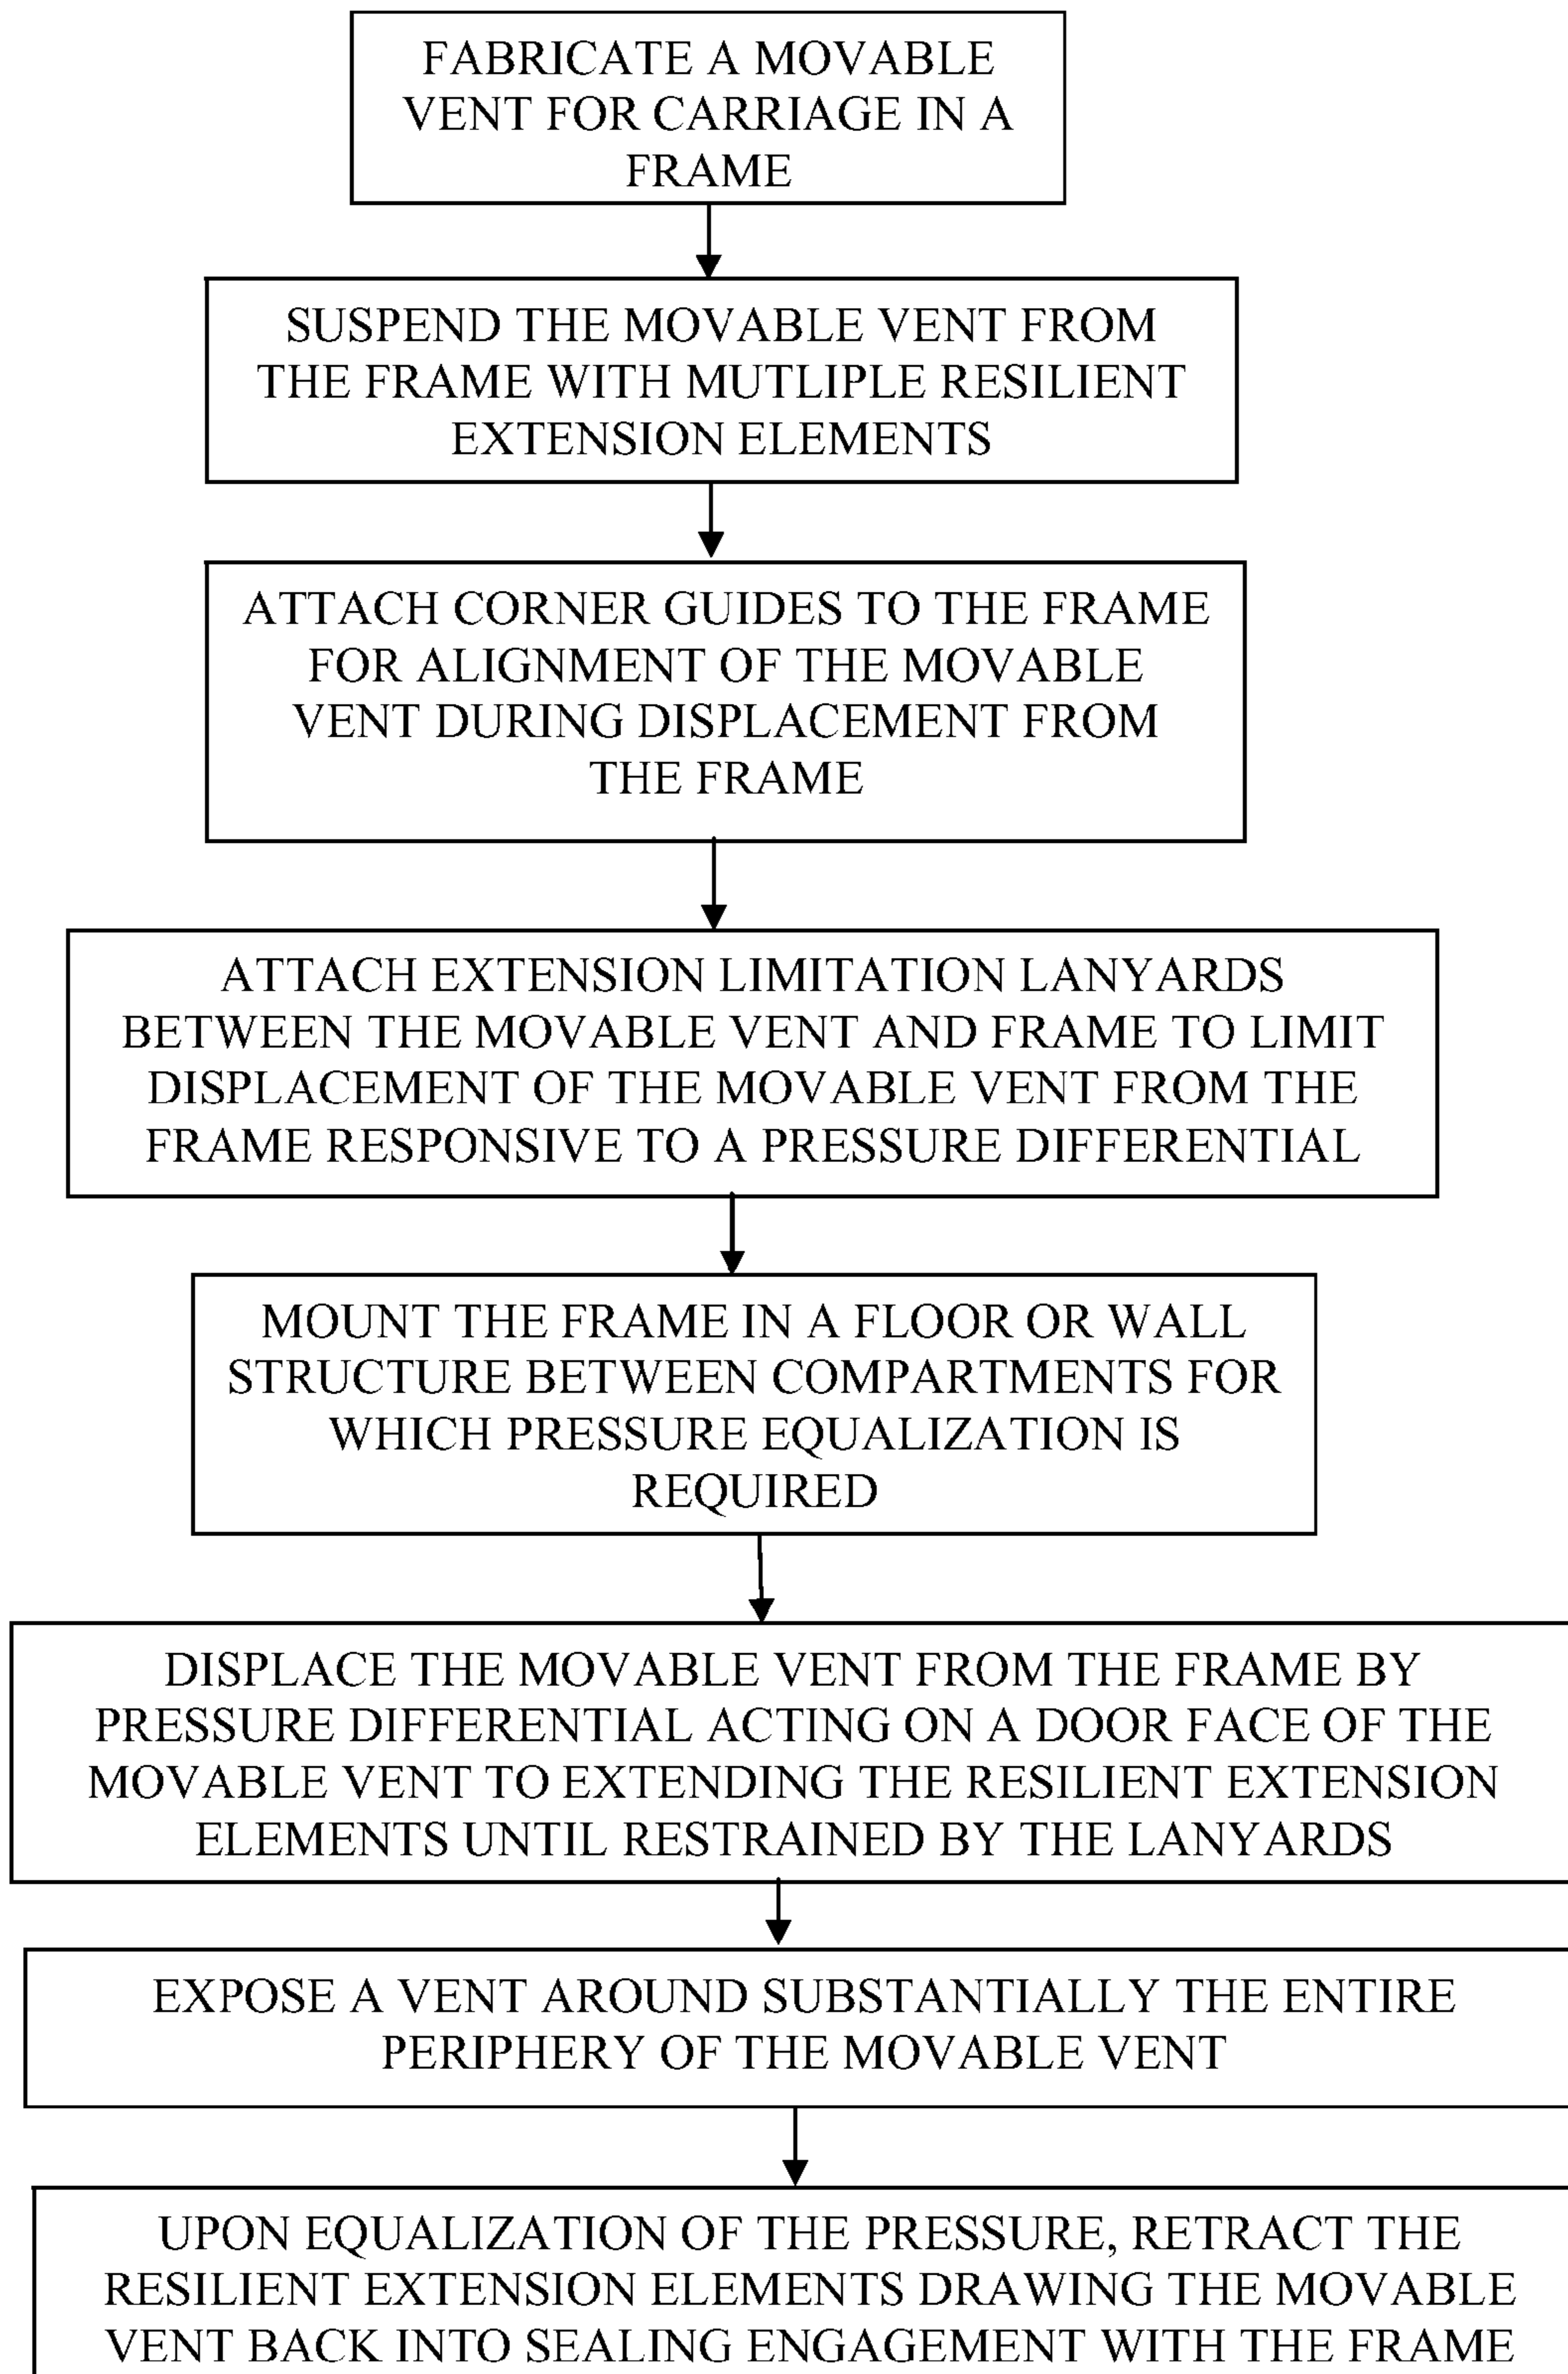 FABRICATE A MOVABLE
VENT FOR CARRIAGE IN A
FRAME
SUSPEND THE MOVABLE VENT FROM
THE FRAME WITH MUTLIPLE RESILIENT
EXTENSION ELEMENTS
ATTACH CORNER GUIDES TO THE FRAME
FOR ALIGNMENT OF THE MOVABLE
VENT DURING DISPLACEMENT FROM
THE FRAME
ATTACH EXTENSION LIMITATION LANYARDS
BETWEEN THE MOVABLE VENT AND FRAME TO LIMIT
DISPLACEMENT OF THE MOVABLE VENT FROM THE
FRAME RESPONSIVE TO A PRESSURE DIFFERENTIAL
MOUNT THE FRAME IN A FLOOR OR WALL
STRUCTURE BETWEEN COMPARTMENTS FOR
WHICH PRESSURE EQUALIZATION IS
REQUIRED
DISPLACE THE MOVABLE VENT FROM THE FRAME BY
PRESSURE DIFFERENTIAL ACTING ON A DOOR FACE OF THE
MOVABLE VENT TO EXTENDING THE RESILIENT EXTENSION
ELEMENTS UNTIL RESTRAINED BY THE LANYARDS
EXPOSE A VENT AROUND SUBSTANTIALLY THE ENTIRE
PERIPHERY OF THE MOVABLE VENT
UPON EQUALIZATION OF THE PRESSURE, RETRACT THE
RESILIENT EXTENSION ELEMENTS DRAWING THE MOVABLE
VENT BACK INTO SEALING ENGAGEMENT WITH THE FRAME